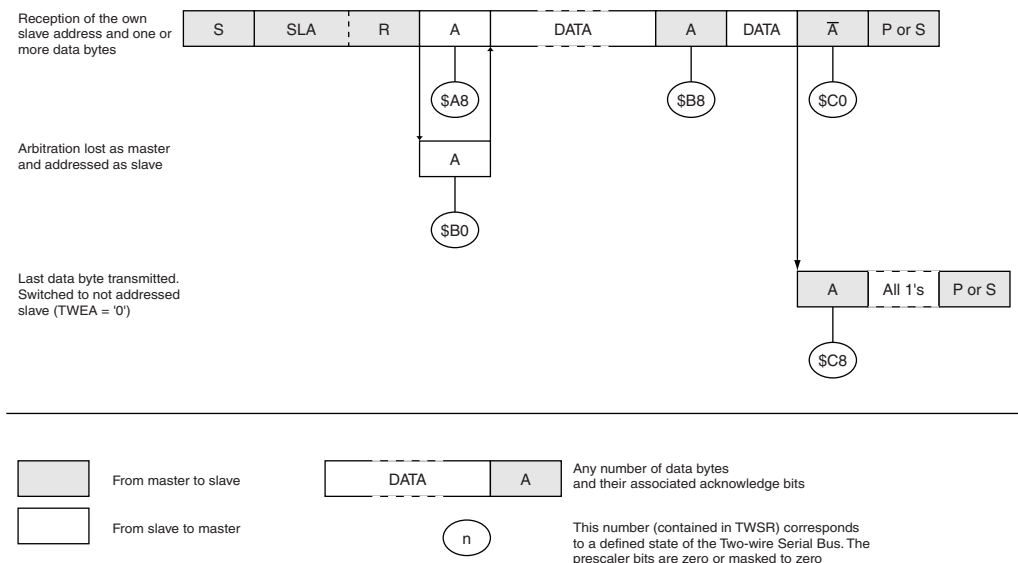 Reception of the own
slave address and one or
more data bytes
S SLA R A DATA A DATA A̅ P or S
$A8 $B8 $C0
Arbitration lost as master
and addressed as slave
A
$B0
Last data byte transmitted.
Switched to not addressed
slave (TWEA = '0')
A All 1's P or S
$C8
From master to slave
DATA A
Any number of data bytes
and their associated acknowledge bits
From slave to master
n
This number (contained in TWSR) corresponds
to a defined state of the Two-wire Serial Bus. The
prescaler bits are zero or masked to zero